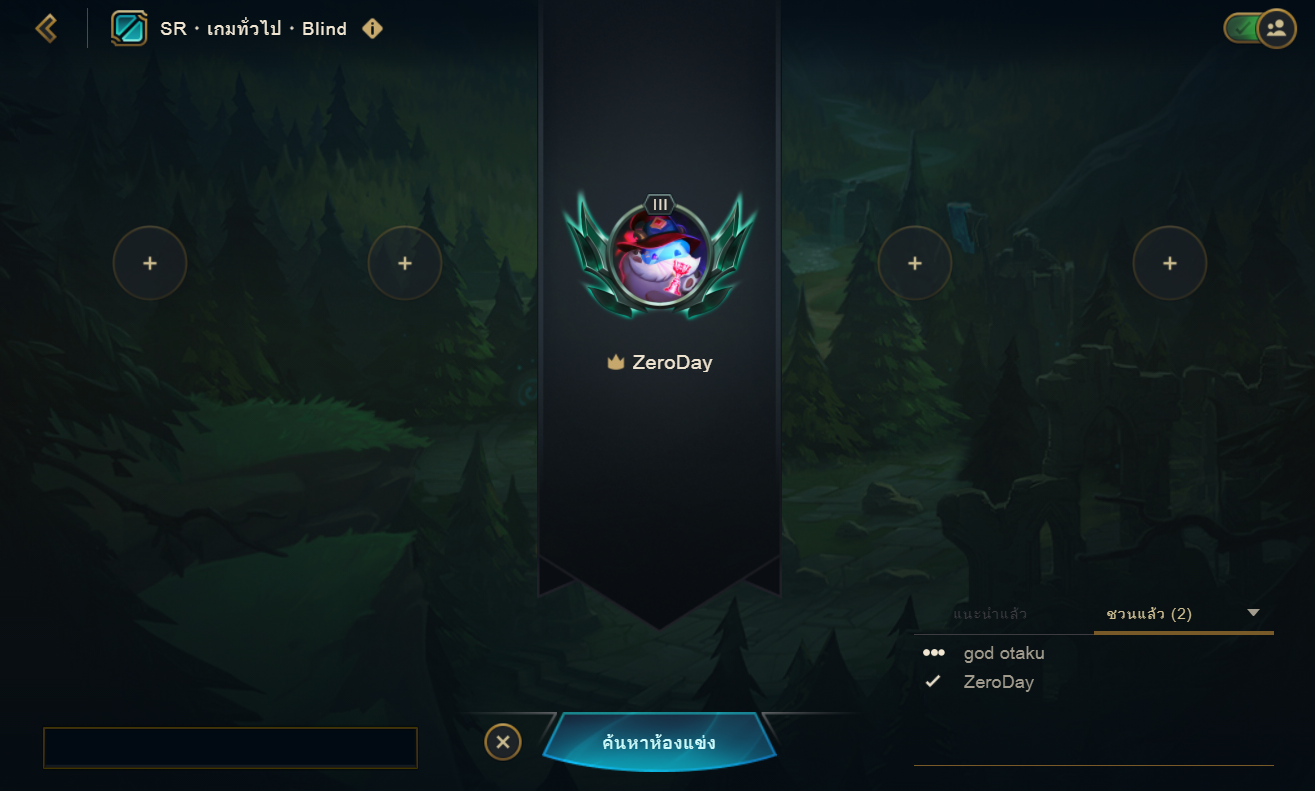 SR • เกมทั่วไป • Blind
III
ZeroDay
แนะนำแล้ว
ชวนแล้ว (2)
god otaku
ZeroDay
ค้นหาห้องแข่ง